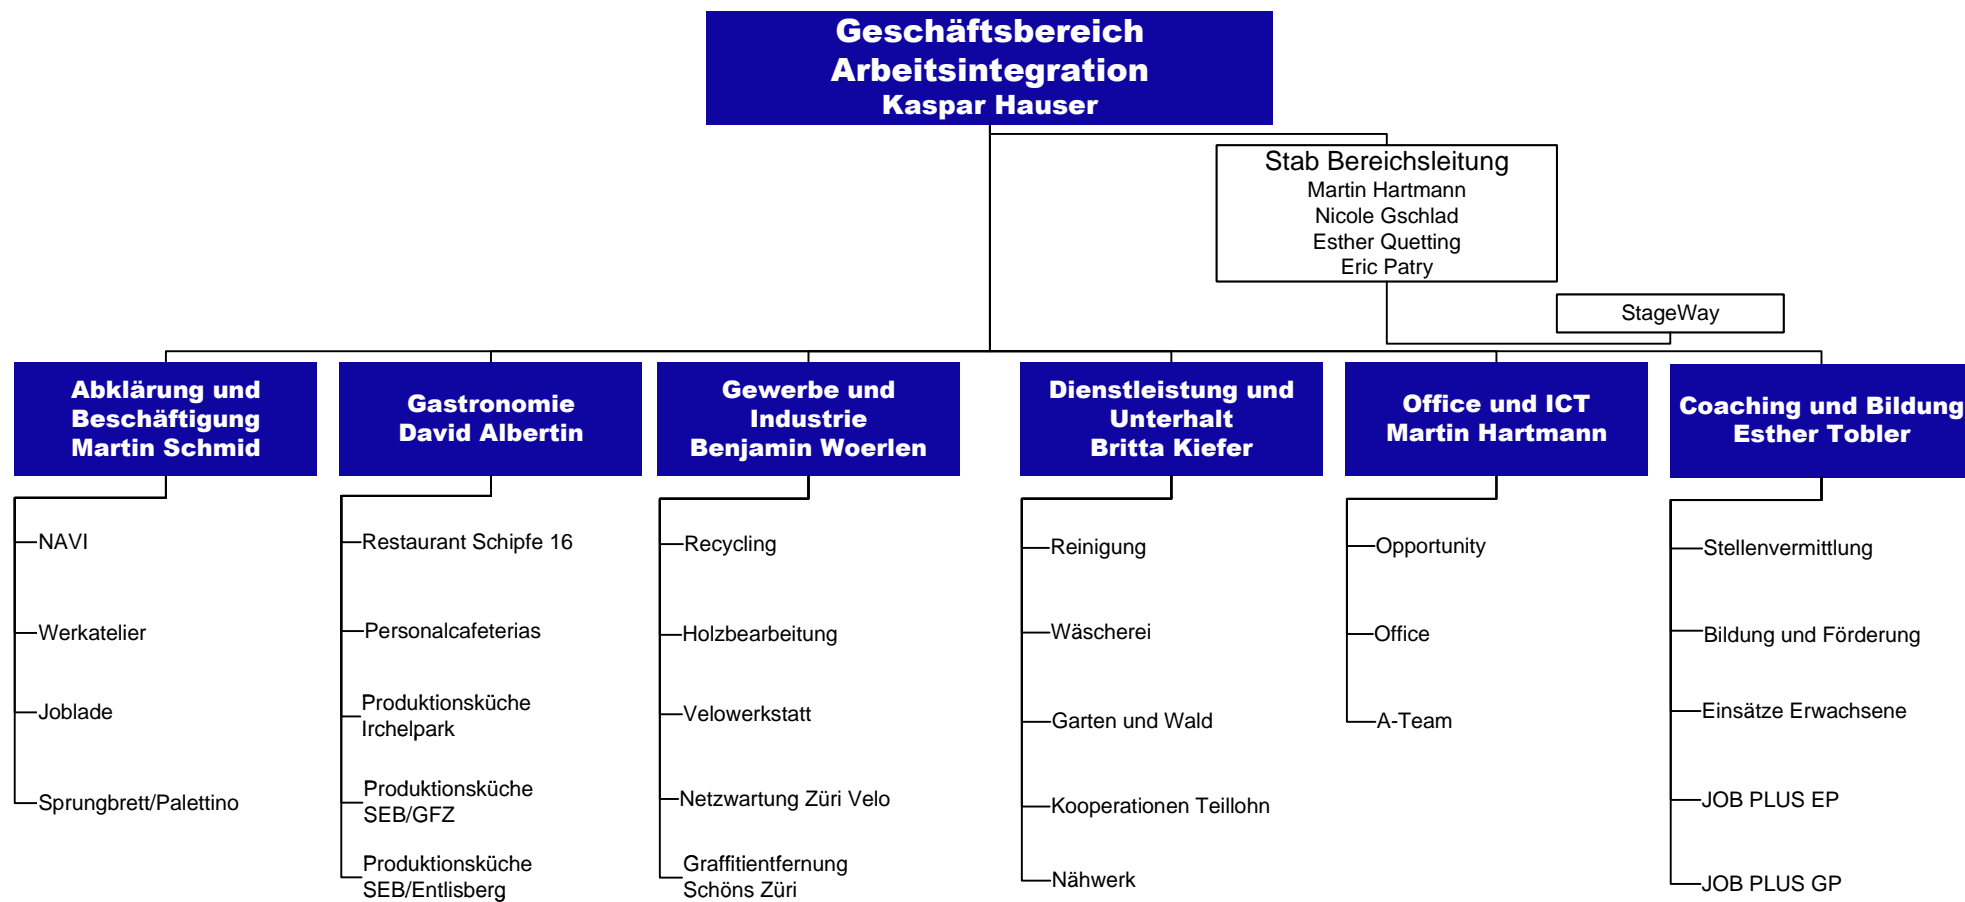 Geschäftsbereich
Arbeitsintegration
Kaspar Hauser
Stab Bereichsleitung
Martin Hartmann
Nicole Gschlad
Esther Quetting
Eric Patry
StageWay
Abklärung und
Beschäftigung
Martin Schmid
NAVI
Werkatelier
Joblade
Sprungbrett/Palettino
Gastronomie
David Albertin
Restaurant Schipfe 16
Personalcafeterias
Produktionsküche
Irchelpark
Produktionsküche
SEB/GFZ
Produktionsküche
SEB/Entlisberg
Gewerbe und
Industrie
Benjamin Woerlen
Recycling
Holzbearbeitung
Velowerkstatt
Netzwartung Züri Velo
Graffitientfernung
Schöns Züri
Dienstleistung und
Unterhalt
Britta Kiefer
Reinigung
Wäscherei
Garten und Wald
Kooperationen Teillohn
Nähwerk
Office und ICT
Martin Hartmann
Opportunity
Office
A-Team
Coaching und Bildung
Esther Tobler
Stellenvermittlung
Bildung und Förderung
Einsätze Erwachsene
JOB PLUS EP
JOB PLUS GP